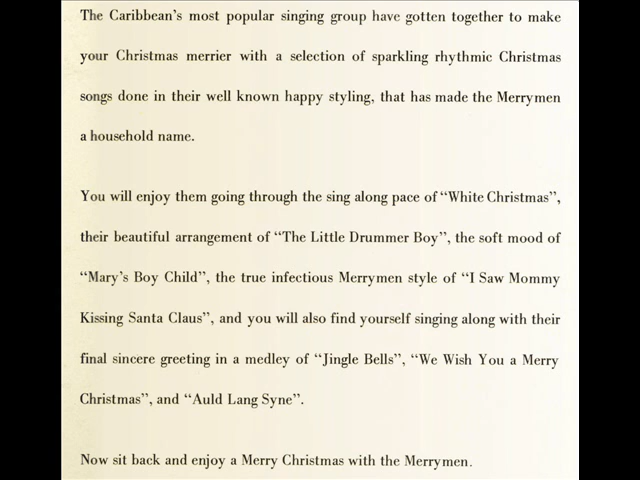 The Caribbean's most popular singing group have gotten together to make
your Christmas merrier with a selection of sparkling rhythmic Christmas
songs done in their well known happy styling, that has made the Merrymen
a household name.
You will enjoy them going through the sing along pace of “White Christmas”,
their beautiful arrangement of “The Little Drummer Boy”, the soft mood of
“Mary's Boy Child”, the true infectious Merrymen style of “I Saw Mommy
Kissing Santa Claus”, and you will also find yourself singing along with their
final sincere greeting in a medley of “Jingle Bells”, “We Wish You a Merry
Christmas”, and “Auld Lang Syne”.
Now sit back and enjoy a Merry Christmas with the Merrymen.